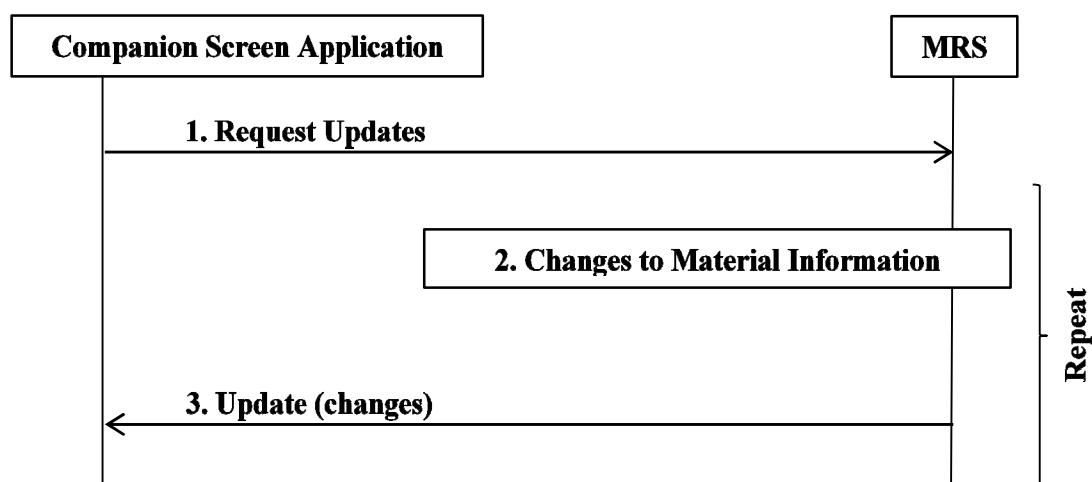 Companion Screen Application
MRS
1. Request Updates
2. Changes to Material Information
Repeat
3. Update (changes)